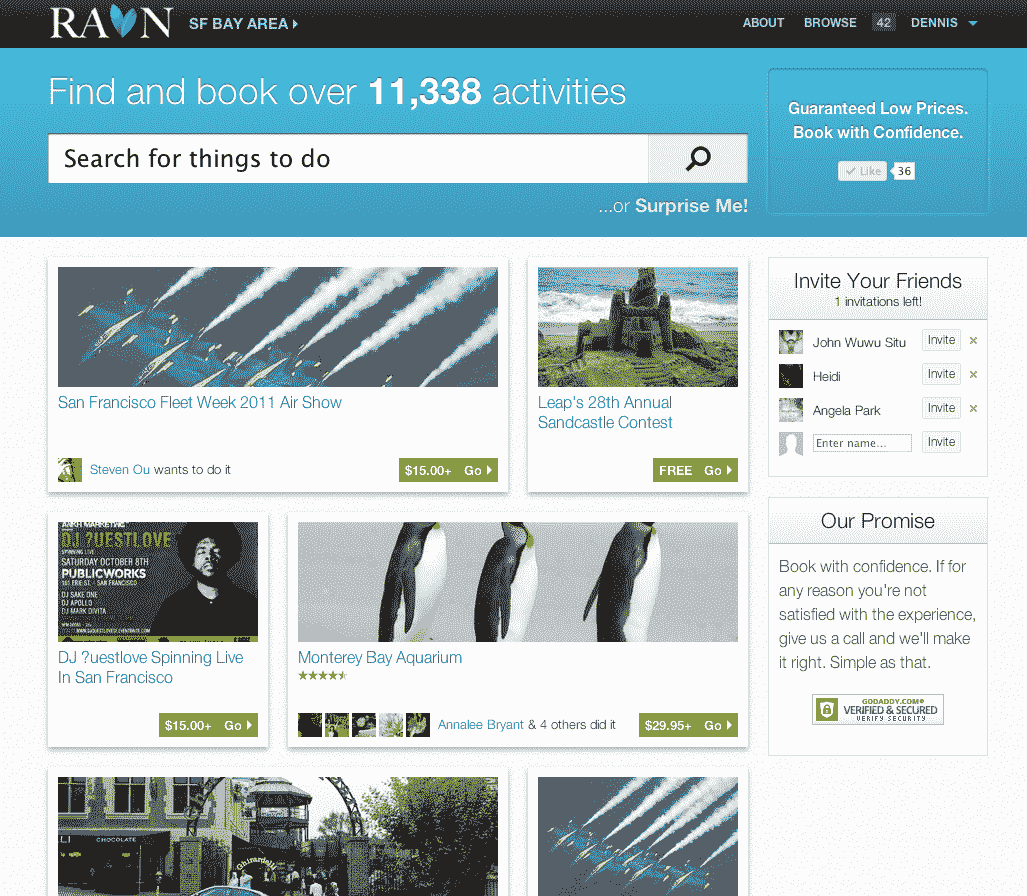 RAVN SF BAY AREA
ABOUT BROWSE 42 DENNIS
Find and book over 11,338 activities
Search for things to do
...or Surprise Me!
Guaranteed Low Prices.
Book with Confidence.
Like 36
San Francisco Fleet Week 2011 Air Show
Steven Ou wants to do it
$15.00+ Go
Leap's 28th Annual
Sandcastle Contest
FREE Go
Invite Your Friends
1 invitations left!
John Wuwu Situ Invite ×
Heidi Invite ×
Angela Park Invite ×
Enter name... Invite
DJ ?UESTLOVE
SPINNING LIVE
SATURDAY OCTOBER 8TH
PUBLICWORKS
161 ERIE ST. - SAN FRANCISCO
DJ SAKE ONE
DJ APOLLO
DJ MARK DIVITA
DJ ?uestlove Spinning Live
In San Francisco
$15.00+ Go
Monterey Bay Aquarium
Annalee Bryant & 4 others did it
$29.95+ Go
Our Promise
Book with confidence. If for
any reason you're not
satisfied with the experience,
give us a call and we'll make
it right. Simple as that.
GODADDY.COM
VERIFIED & SECURED
VERIFY SECURITY
CHOCOLATE
Ghirardelli